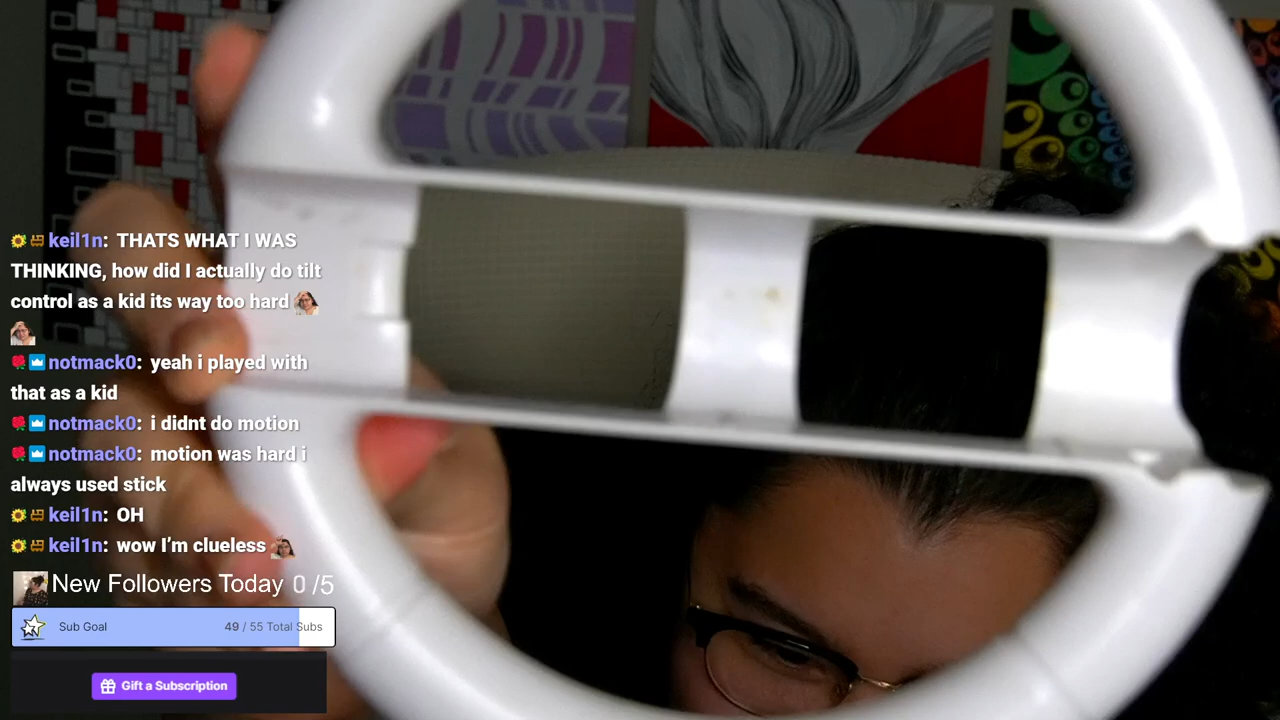 keil1n: THATS WHAT I WAS
THINKING, how did I actually do tilt
control as a kid its way too hard
notmack0: yeah i played with
that as a kid
notmack0: i didnt do motion
notmack0: motion was hard i
always used stick
keil1n: OH
keil1n: wow I'm clueless
New Followers Today 0 /5
Sub Goal 49 / 55 Total Subs
Gift a Subscription